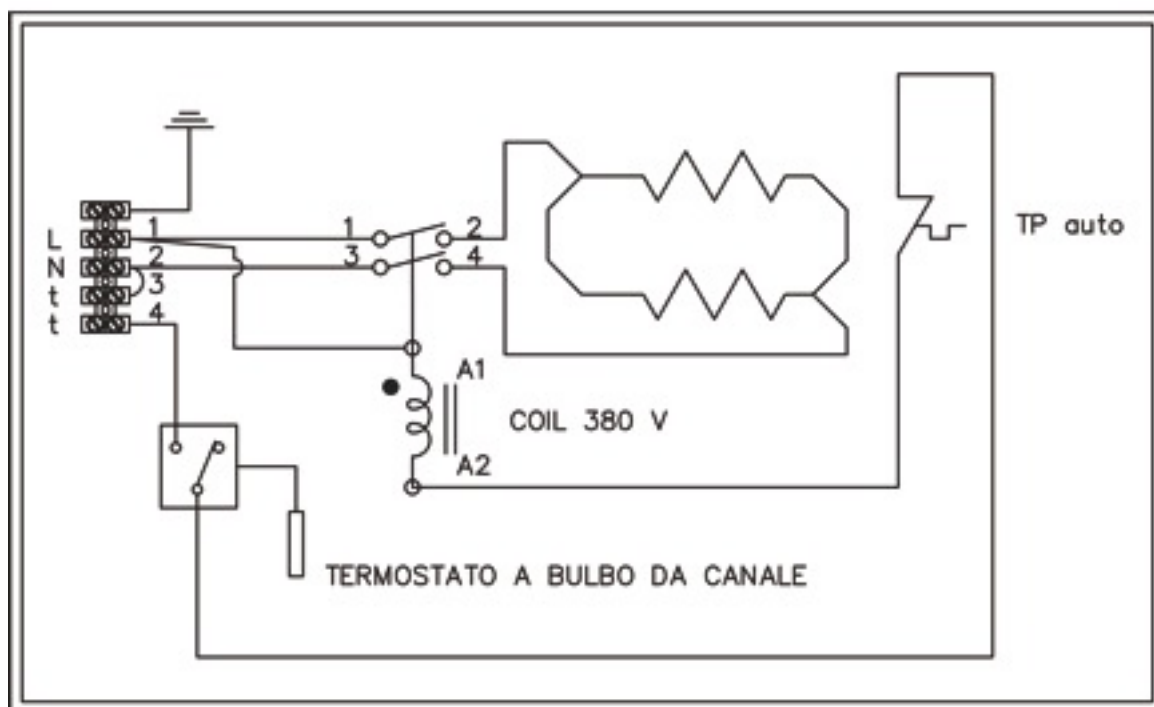 L 1 1 2
N 2 3 4
t 3
t 4
TP auto
A1
COIL 380 V
A2
TERMOSTATO A BULBO DA CANALE